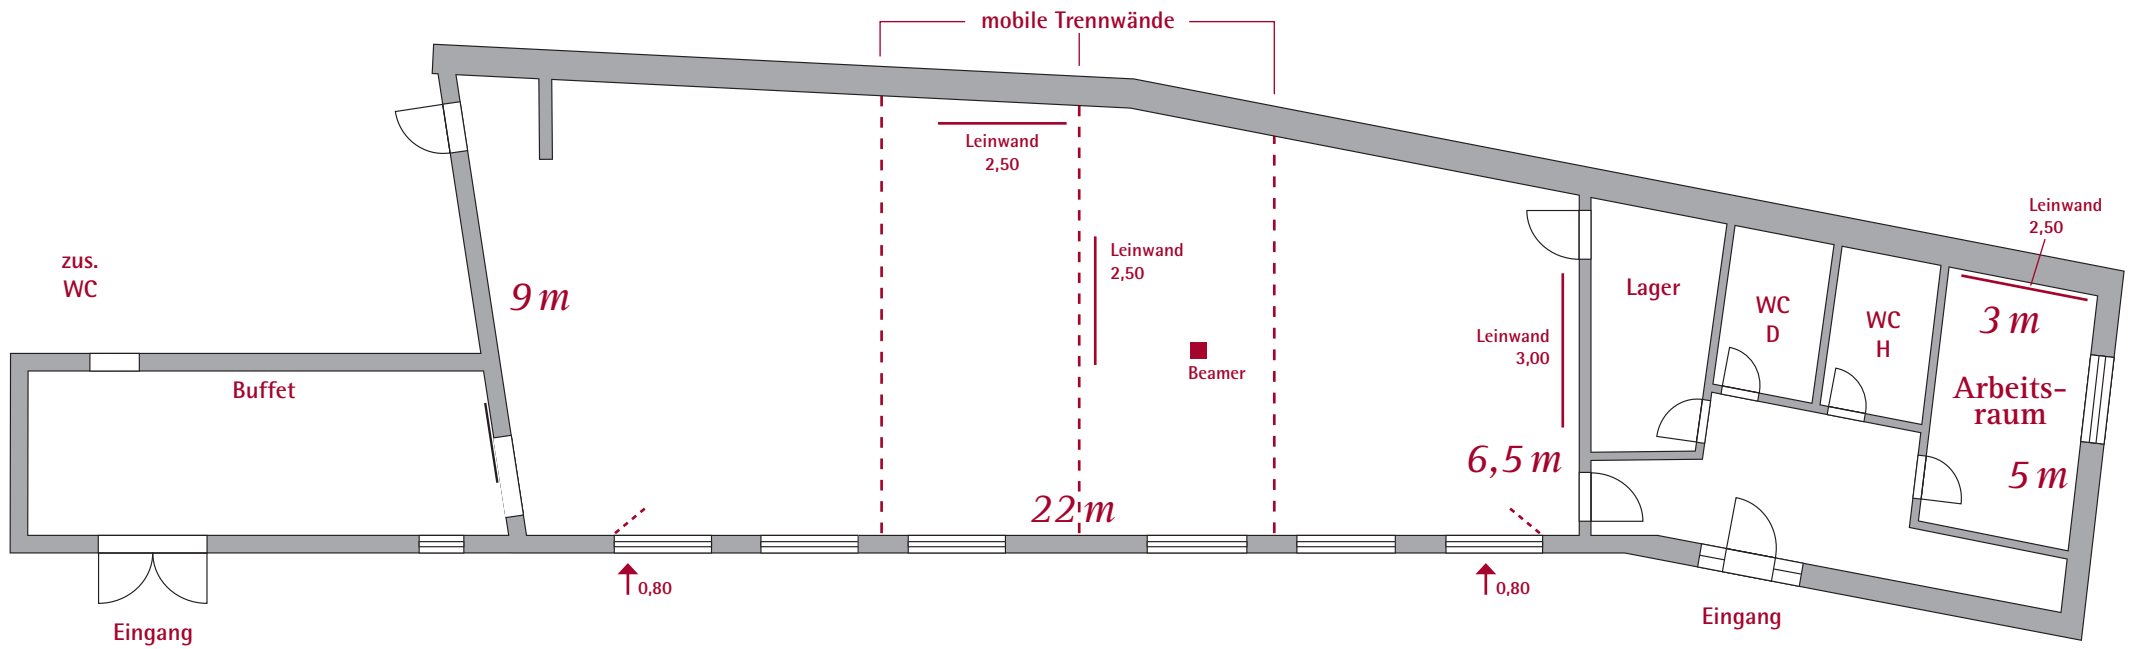 mobile Trennwände
Leinwand
2,50
Leinwand
2,50
Leinwand
2,50
zus.
WC
9 m
Lager
WC
D
WC
H
3 m
Leinwand
3,00
Beamer
Buffet
Arbeits-
raum
6,5 m
5 m
22 m
0,80
0,80
Eingang
Eingang